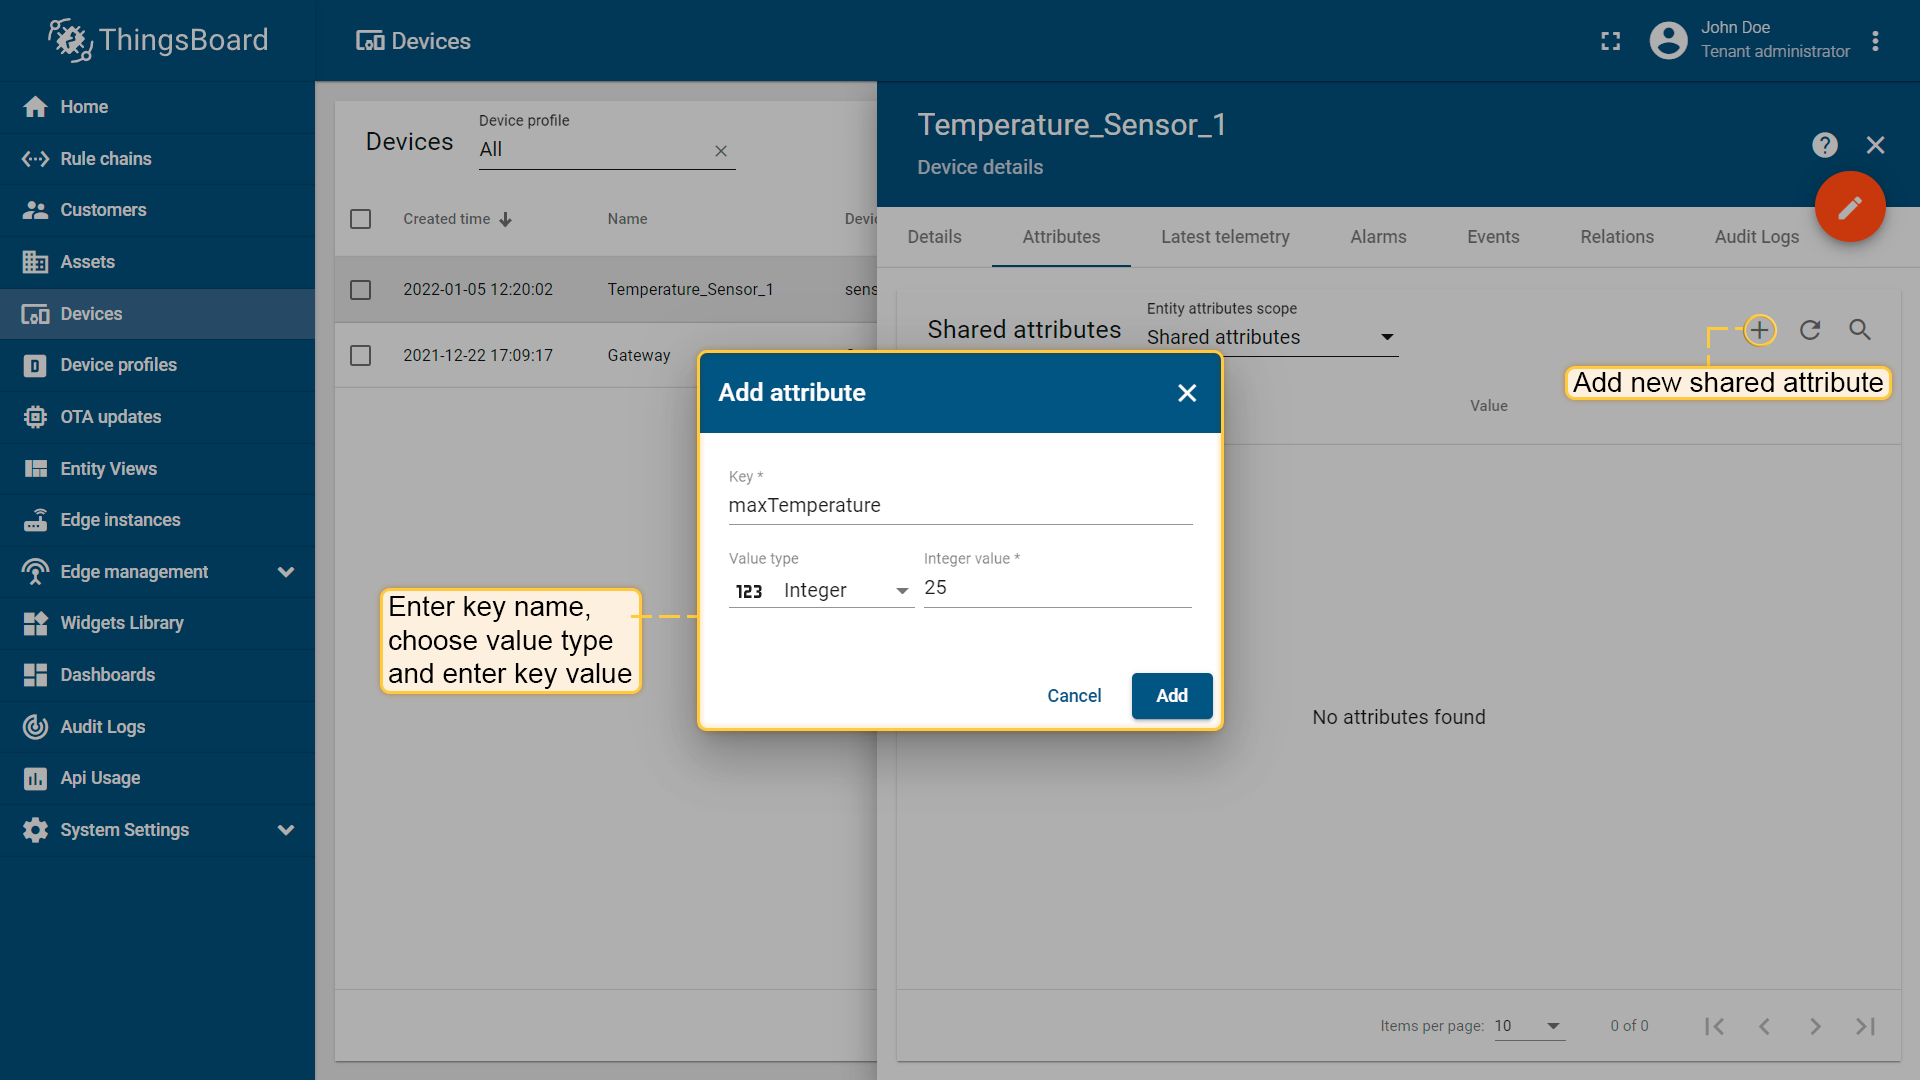 ThingsBoard
Devices
John Doe
Tenant administrator
Home
Rule chains
Customers
Assets
Devices
Device profiles
OTA updates
Entity Views
Edge instances
Edge management
Widgets Library
Dashboards
Audit Logs
Api Usage
System Settings
Devices
Device profile
All
Created time
Name
Devic
2022-01-05 12:20:02
Temperature_Sensor_1
sens
2021-12-22 17:09:17
Gateway
Temperature_Sensor_1
Device details
Details
Attributes
Latest telemetry
Alarms
Events
Relations
Audit Logs
Shared attributes
Entity attributes scope
Shared attributes
Add new shared attribute
Value
No attributes found
Items per page: 10
0 of 0
Add attribute
Key *
maxTemperature
Value type
123 Integer
Integer value *
25
Cancel
Add
Enter key name,
choose value type
and enter key value